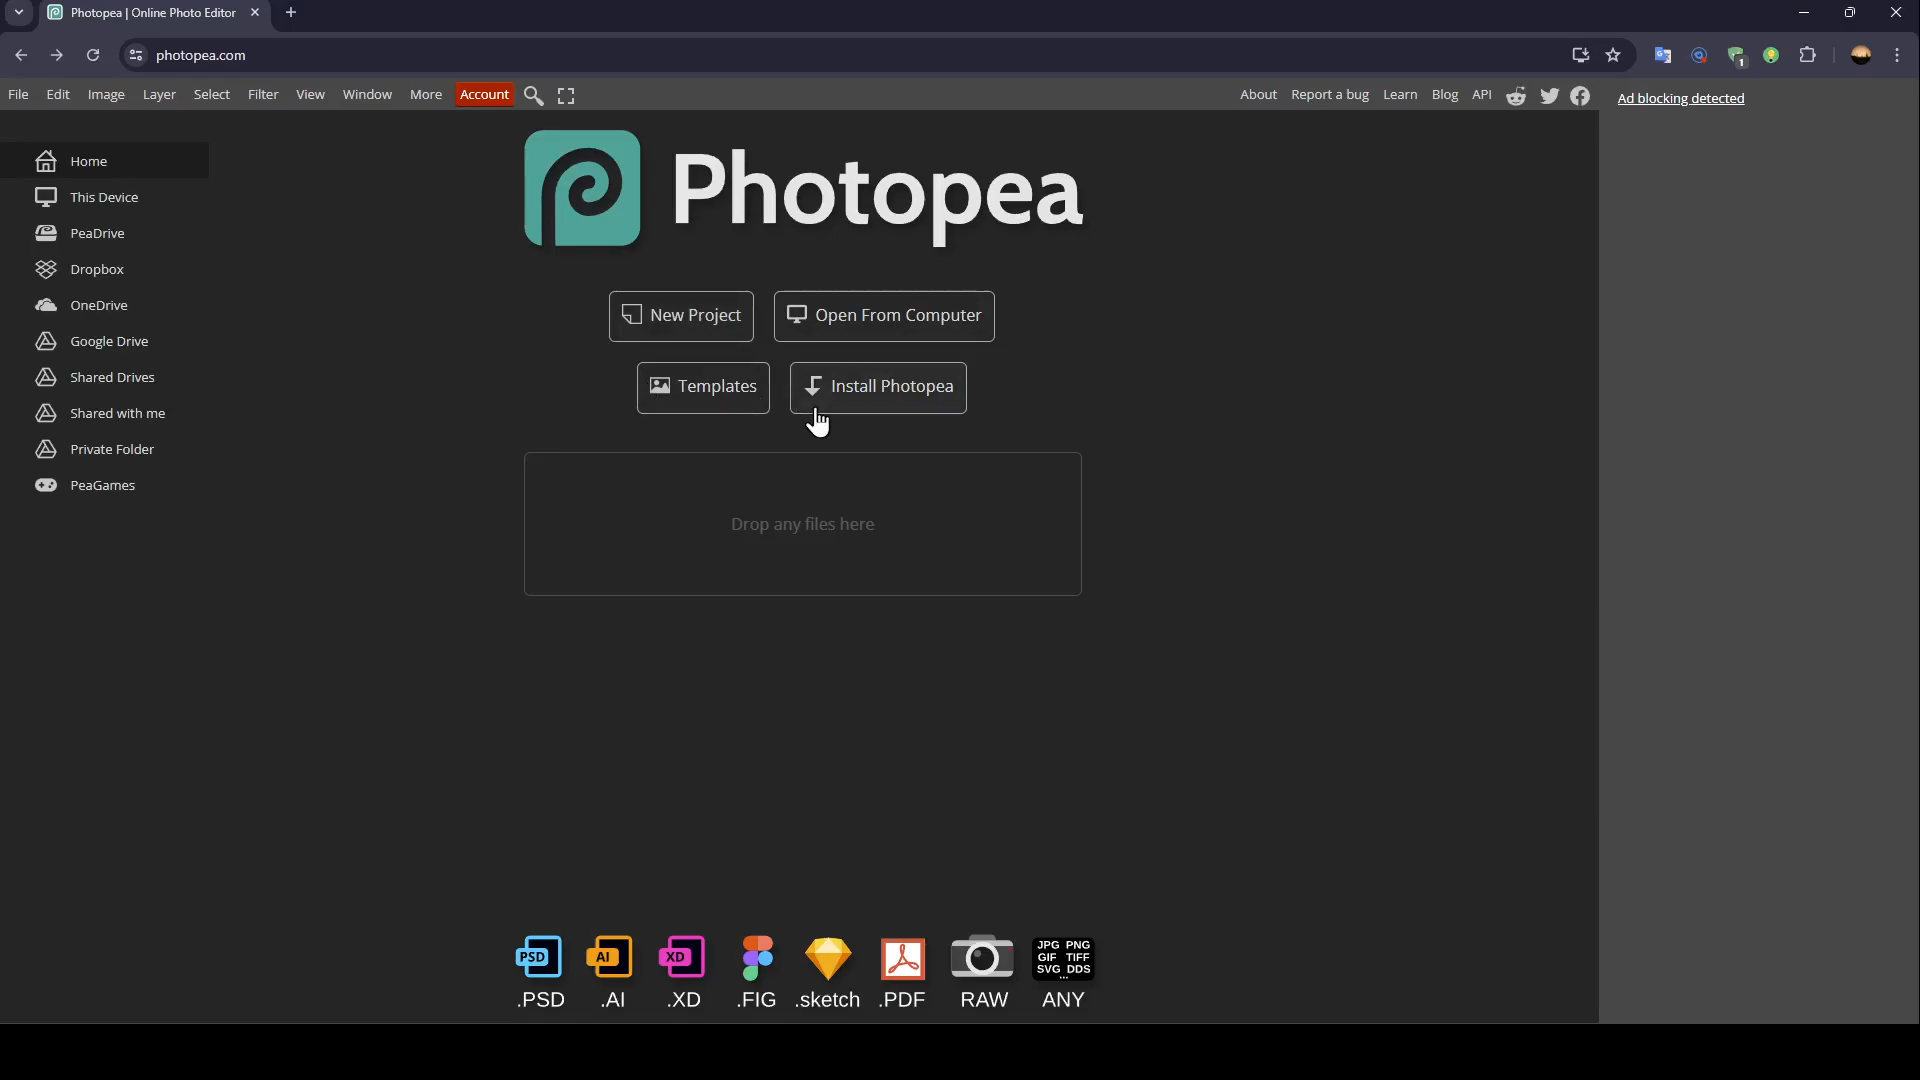 Photopea | Online Photo Editor
photopea.com
1
File Edit Image Layer Select Filter View Window More Account About Report a bug Learn Blog API Ad blocking detected
Photopea
Home
This Device
PeaDrive
Dropbox
OneDrive
Google Drive
Shared Drives
Shared with me
Private Folder
PeaGames
New Project Open From Computer
Templates Install Photopea
Drop any files here
PSD AI XD JPG PNG
GIF TIFF
SVG DDS
...
.PSD .AI .XD .FIG .sketch .PDF RAW ANY